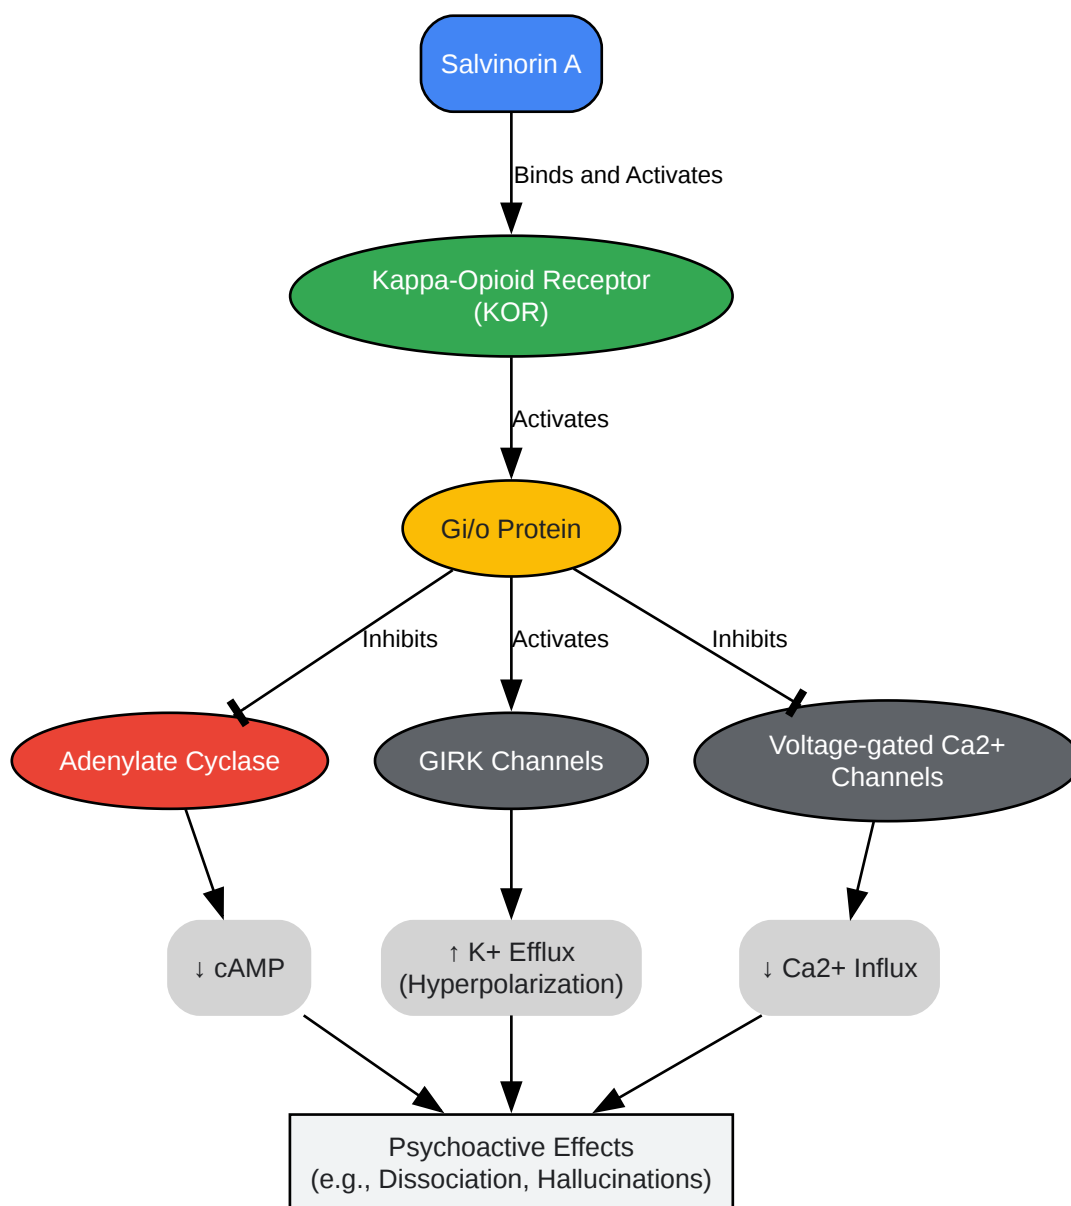 Salvinorin A
Binds and Activates
Kappa-Opioid Receptor
(KOR)
Activates
Gi/o Protein
Inhibits
Activates
Inhibits
Adenylate Cyclase
GIRK Channels
Voltage-gated Ca2+
Channels
↓ cAMP
↑ K+ Efflux
(Hyperpolarization)
↓ Ca2+ Influx
Psychoactive Effects
(e.g., Dissociation, Hallucinations)